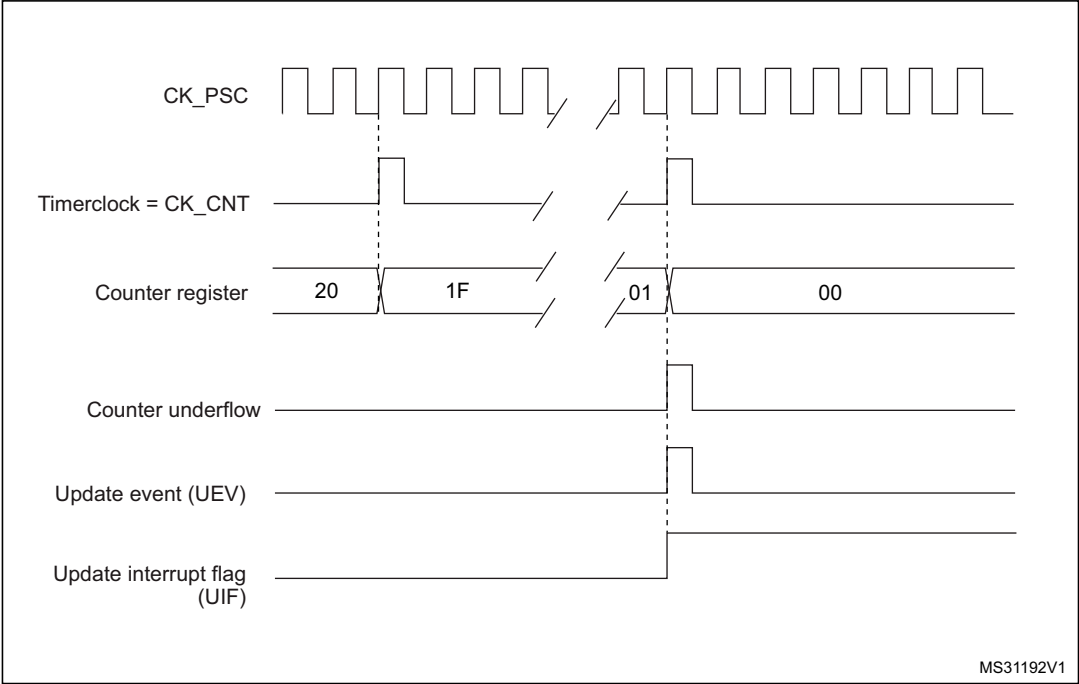 CK_PSC
Timerclock = CK_CNT
Counter register
20
1F
01
00
Counter underflow
Update event (UEV)
Update interrupt flag
(UIF)
MS31192V1